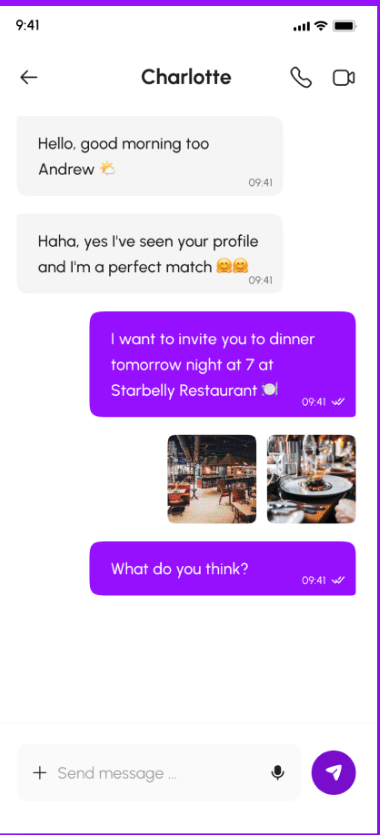 9:41
Charlotte
Hello, good morning too
Andrew 🌤️
09:41
Haha, yes I've seen your profile
and I'm a perfect match 🤗🤗
09:41
I want to invite you to dinner
tomorrow night at 7 at
Starbelly Restaurant 🍽️
09:41
What do you think?
09:41
Send message ...